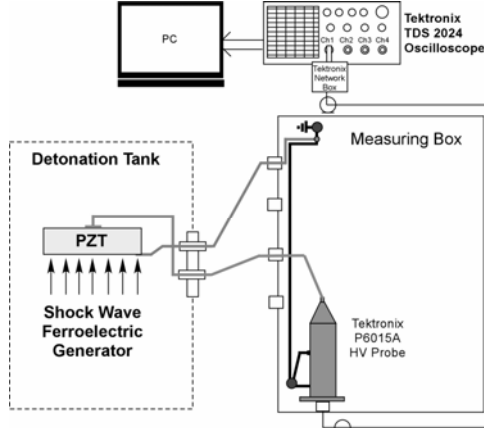 PC
Tektronix
TDS 2024
Oscilloscope
Ch1 Ch2 Ch3 Ch4
Tektronix
Network
Box
Detonation Tank
Measuring Box
PZT
Shock Wave
Ferroelectric
Generator
Tektronix
P6015A
HV Probe